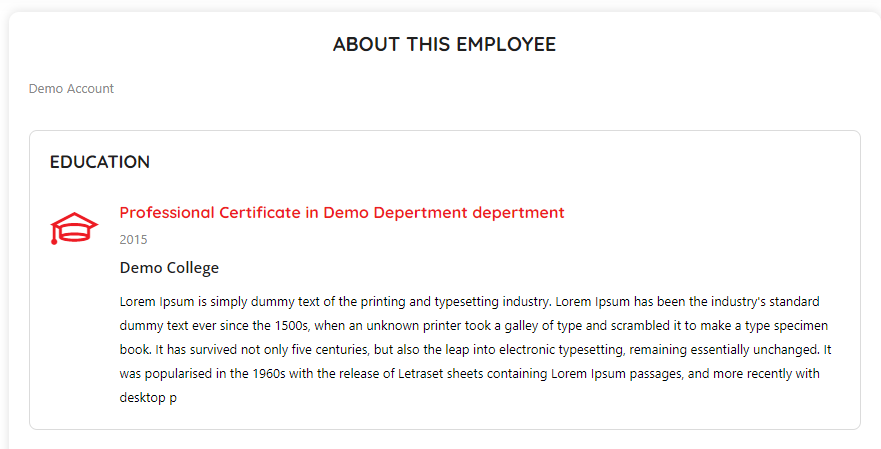 ABOUT THIS EMPLOYEE
Demo Account
EDUCATION
Professional Certificate in Demo Depertment depertment
2015
Demo College
Lorem Ipsum is simply dummy text of the printing and typesetting industry. Lorem Ipsum has been the industry's standard
dummy text ever since the 1500s, when an unknown printer took a galley of type and scrambled it to make a type specimen
book. It has survived not only five centuries, but also the leap into electronic typesetting, remaining essentially unchanged. It
was popularised in the 1960s with the release of Letraset sheets containing Lorem Ipsum passages, and more recently with
desktop p